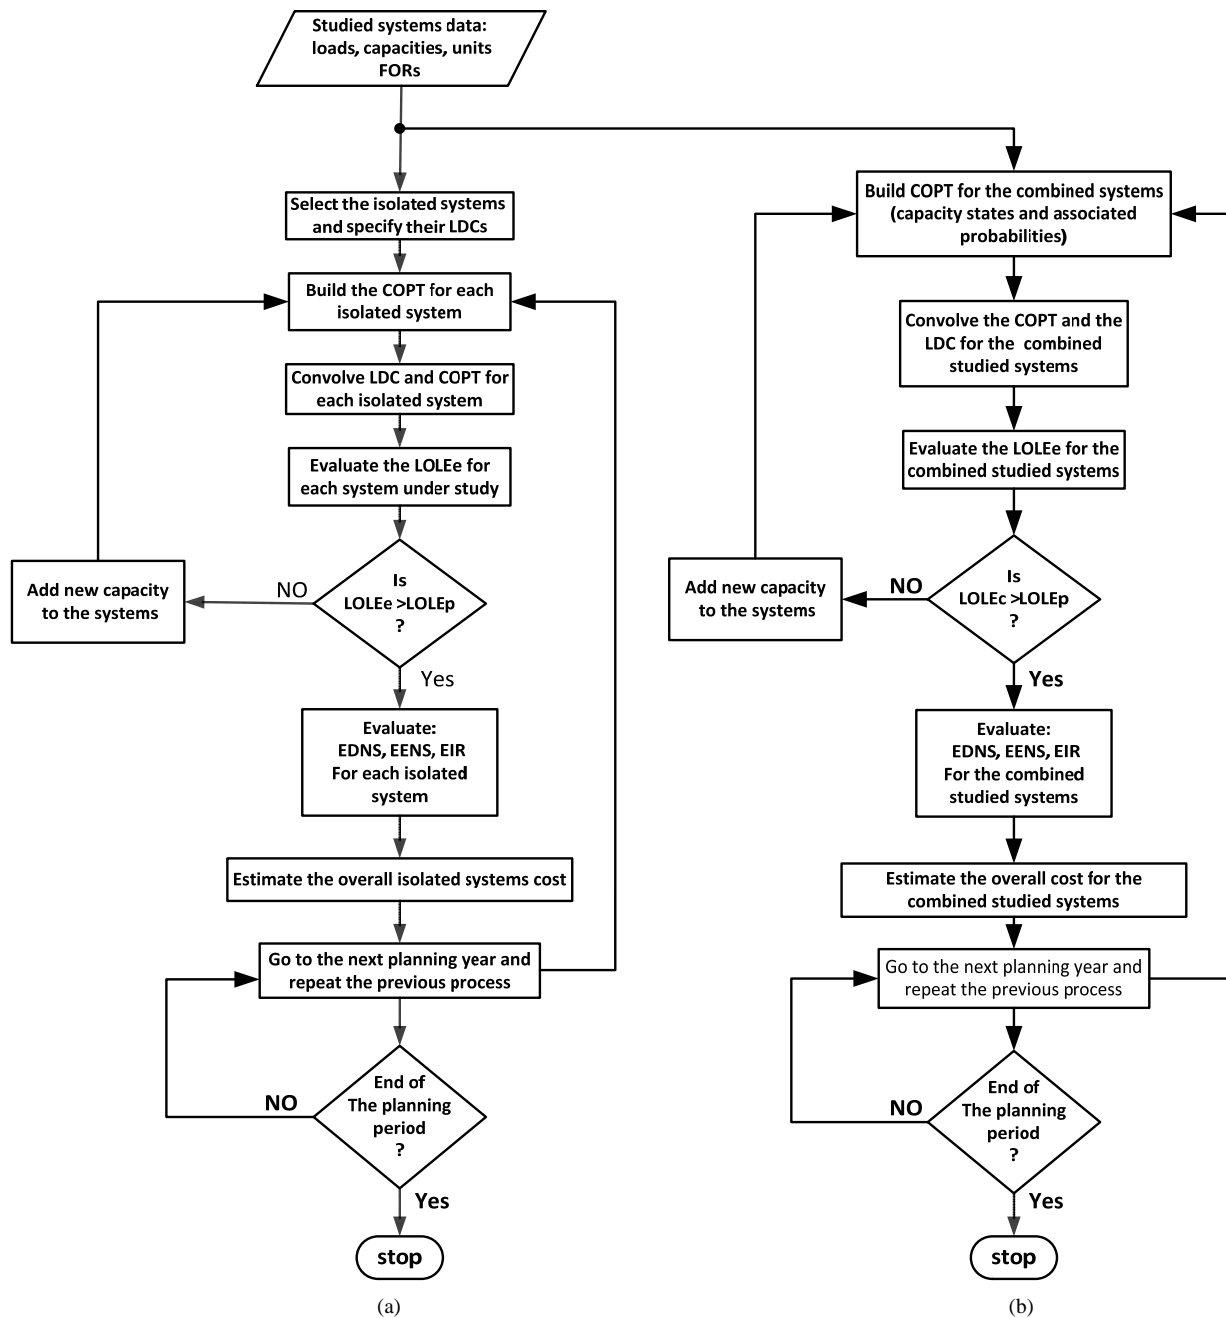 Studied systems data:
loads, capacities, units
FORs
Select the isolated systems
and specify their LDCs
Build the COPT for each
isolated system
Convolve LDC and COPT for
each isolated system
Evaluate the LOLEe for
each system under study
Is
LOLEe >LOLEp
?
NO
Add new capacity
to the systems
Yes
Evaluate:
EDNS, EENS, EIR
For each isolated
system
Estimate the overall isolated systems cost
Go to the next planning year and
repeat the previous process
End of
The planning
period
?
NO
Yes
stop
(a)
Build COPT for the combined systems
(capacity states and associated
probabilities)
Convolve the COPT and the
LDC for the combined
studied systems
Evaluate the LOLEe for the
combined studied systems
Is
LOLEc >LOLEp
?
NO
Add new capacity
to the systems
Yes
Evaluate:
EDNS, EENS, EIR
For the combined
studied systems
Estimate the overall cost for the
combined studied systems
Go to the next planning year and
repeat the previous process
End of
The planning
period
?
NO
Yes
stop
(b)